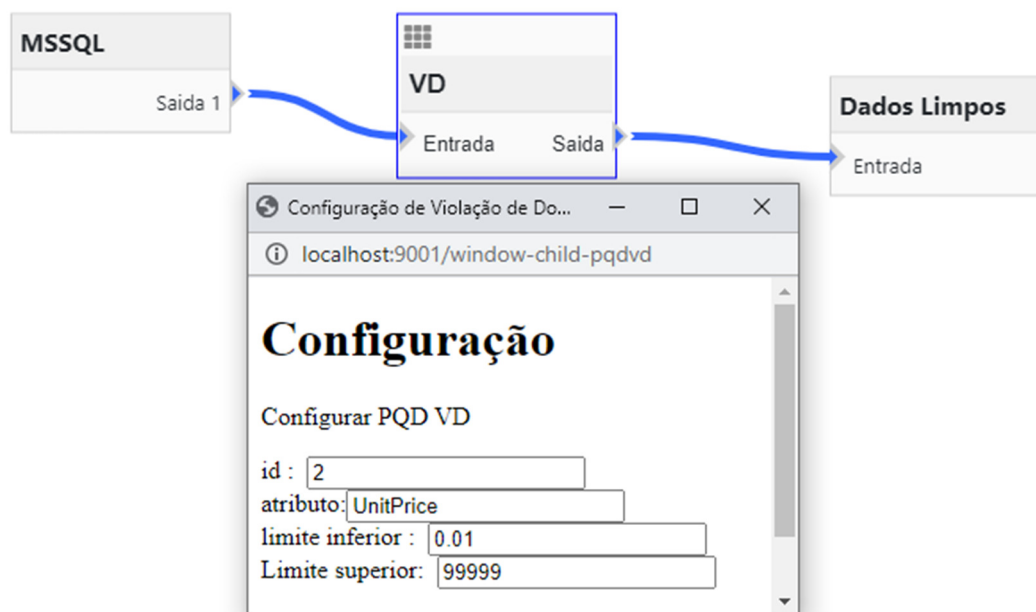 MSSQL
Saida 1
VD
Entrada Saida
Dados Limpos
Entrada
Configuração de Violação de Do...
localhost:9001/window-child-pqdvd
Configuração
Configurar PQD VD
id : 2
atributo: UnitPrice
limite inferior : 0.01
Limite superior: 99999